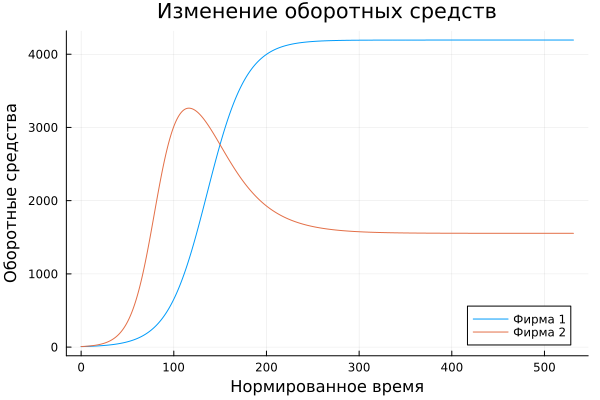 Изменение оборотных средств
Оборотные средства
4000
3000
2000
1000
0
0 100 200 300 400 500
Нормированное время
Фирма 1
Фирма 2